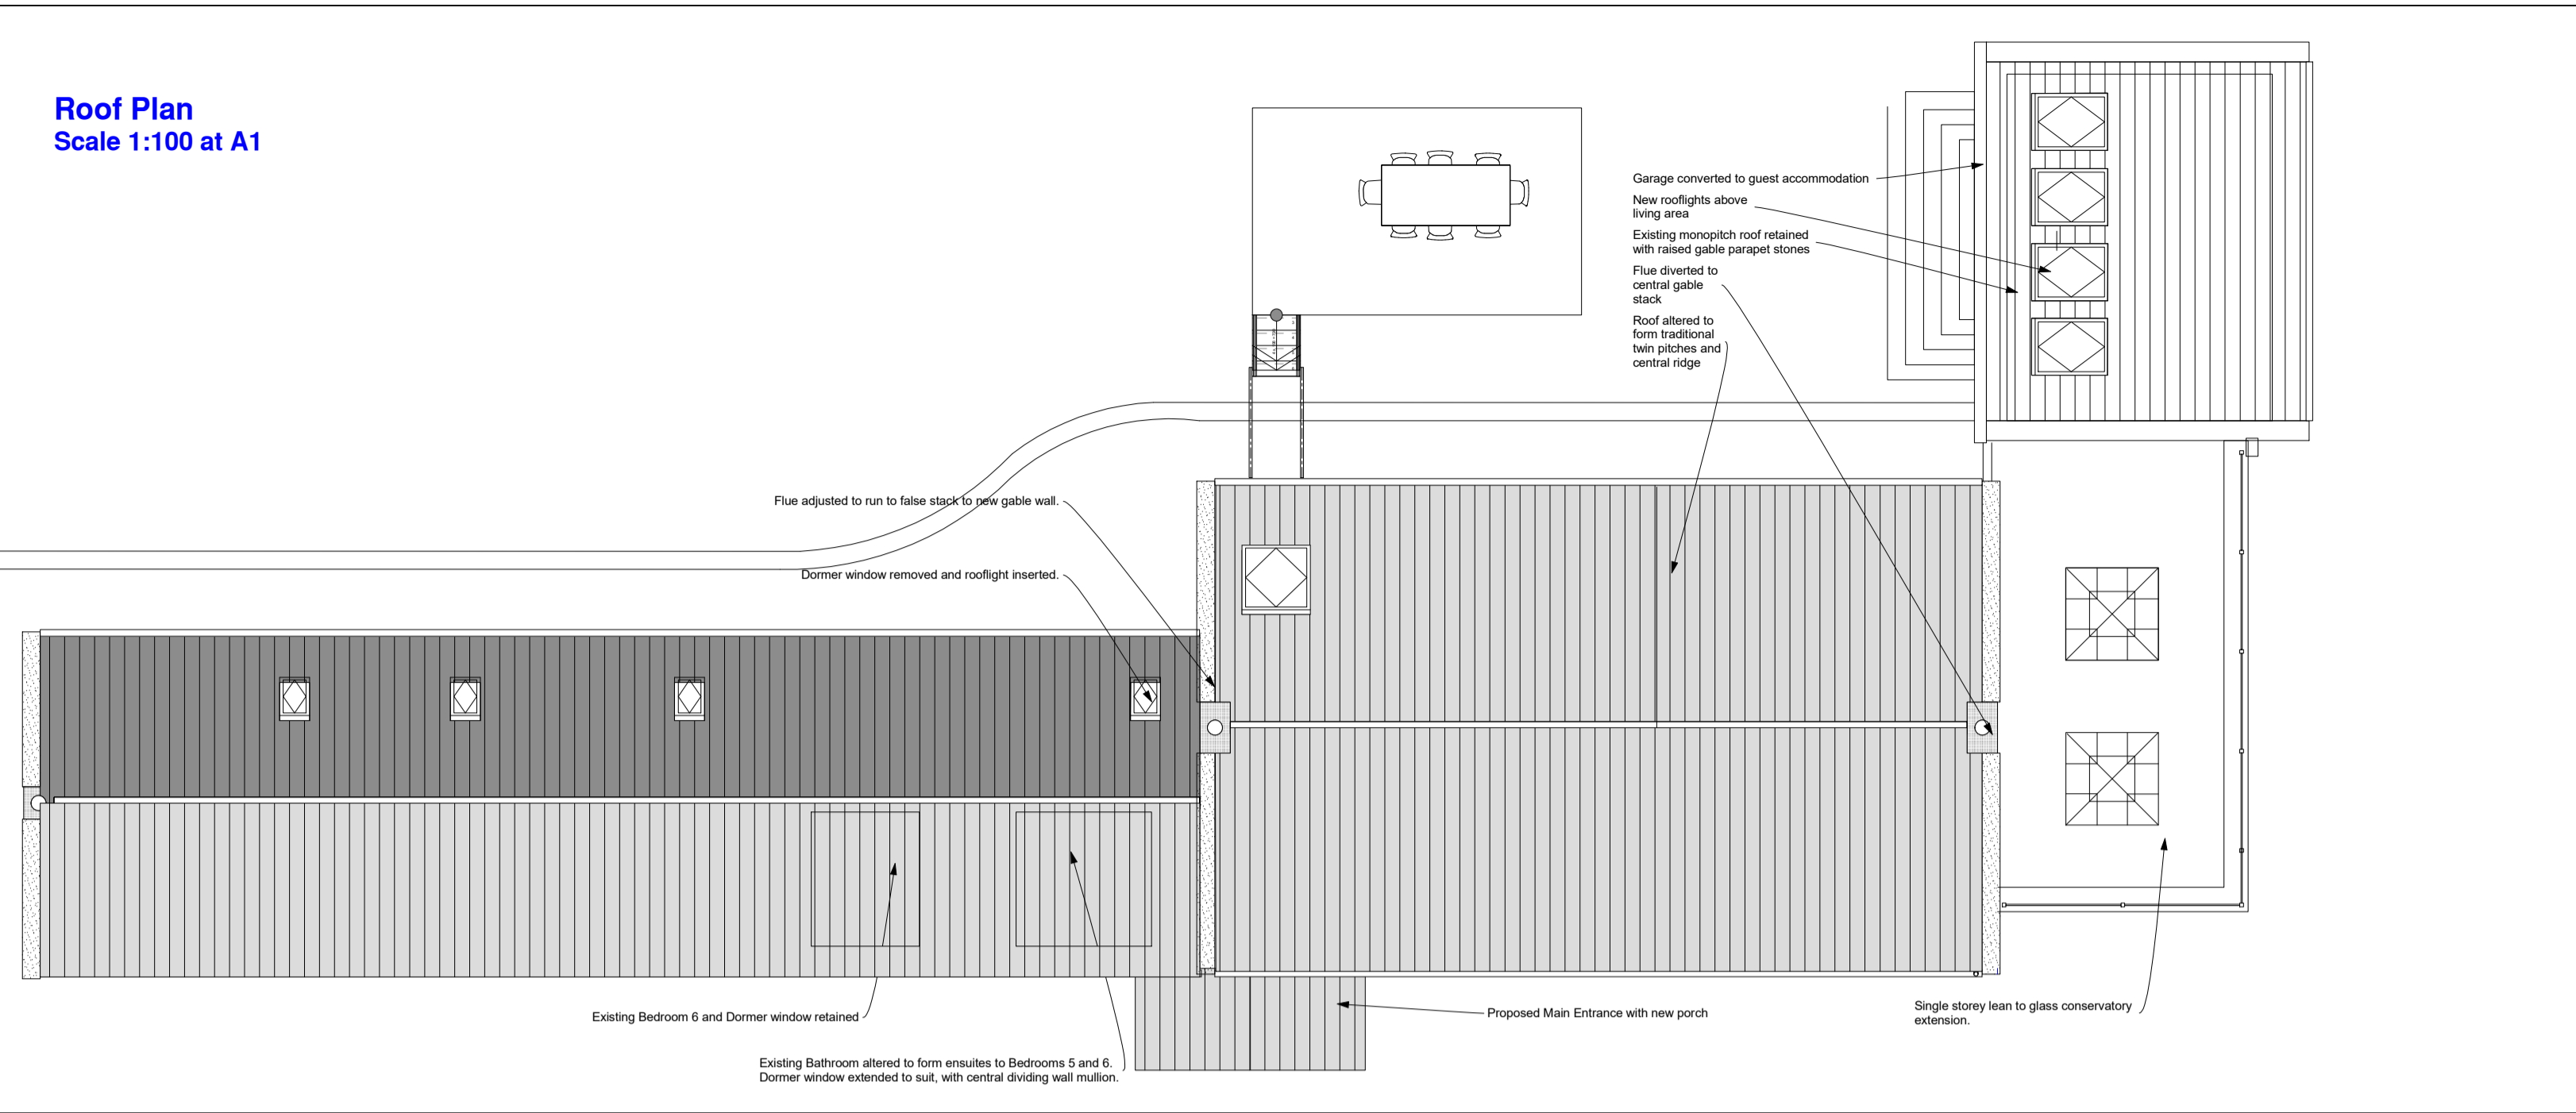 Roof Plan
Scale 1:100 at A1
Garage converted to guest accommodation
New rooflights above
living area
Existing monopitch roof retained
with raised gable parapet stones
Flue diverted to
central gable
stack
Roof altered to
form traditional
twin pitches and
central ridge
Flue adjusted to run to false stack to new gable wall.
Dormer window removed and rooflight inserted.
Existing Bedroom 6 and Dormer window retained
Existing Bathroom altered to form ensuites to Bedrooms 5 and 6.
Dormer window extended to suit, with central dividing wall mullion.
Proposed Main Entrance with new porch
Single storey lean to glass conservatory
extension.